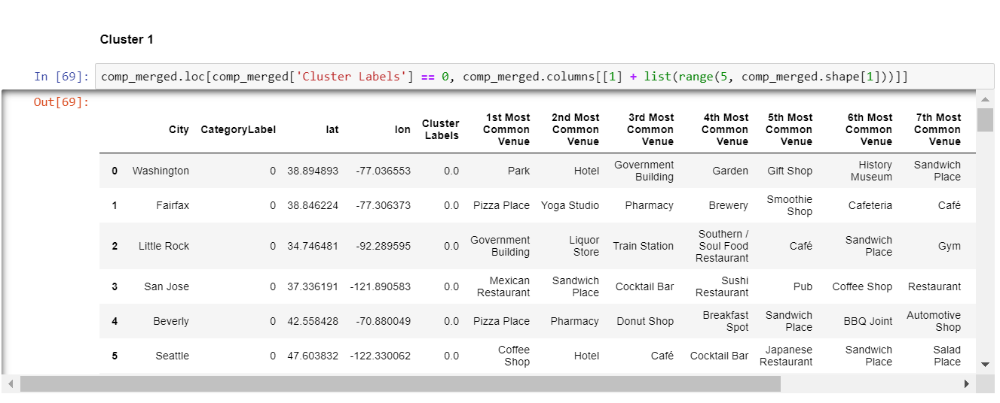 Cluster 1
In [69]: comp_merged.loc[comp_merged['Cluster Labels'] == 0, comp_merged.columns[[1] + list(range(5, comp_merged.shape[1]))]]
Out[69]:
City CategoryLabel lat lon Cluster Labels 1st Most Common Venue 2nd Most Common Venue 3rd Most Common Venue 4th Most Common Venue 5th Most Common Venue 6th Most Common Venue 7th Most Common Venue
0 Washington 0 38.894893 -77.036553 0.0 Park Hotel Government Building Garden Gift Shop History Museum Sandwich Place
1 Fairfax 0 38.846224 -77.306373 0.0 Pizza Place Yoga Studio Pharmacy Brewery Smoothie Shop Cafeteria Café
2 Little Rock 0 34.746481 -92.289595 0.0 Government Building Liquor Store Train Station Southern / Soul Food Restaurant Café Sandwich Place Gym
3 San Jose 0 37.336191 -121.890583 0.0 Mexican Restaurant Sandwich Place Cocktail Bar Sushi Restaurant Pub Coffee Shop Restaurant
4 Beverly 0 42.558428 -70.880049 0.0 Pizza Place Pharmacy Donut Shop Breakfast Spot Sandwich Place BBQ Joint Automotive Shop
5 Seattle 0 47.603832 -122.330062 0.0 Coffee Shop Hotel Café Cocktail Bar Japanese Restaurant Sandwich Place Salad Place